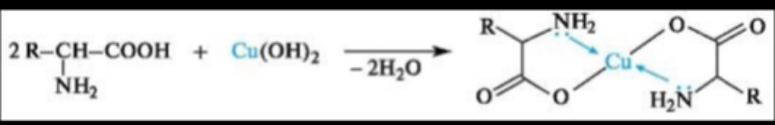 2 R–CH–COOH + Cu(OH)₂
NH₂
– 2H₂O
R
NH₂
O
O
Cu
O
O
H₂N
R